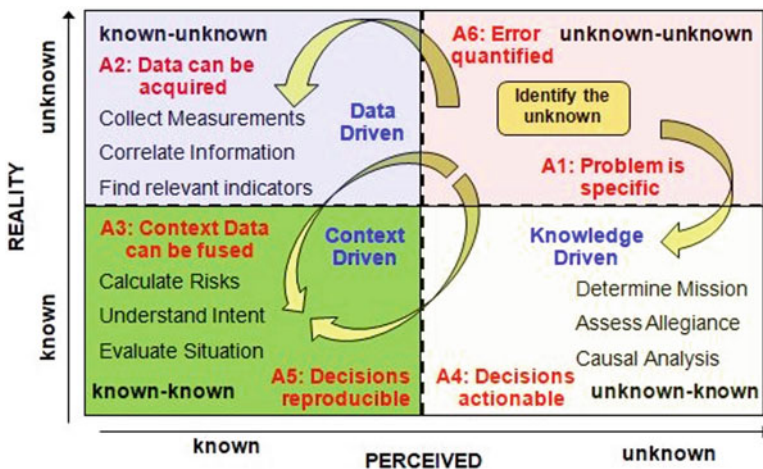 known-unknown
A2: Data can be
acquired
Collect Measurements
Correlate Information
Find relevant indicators
Data
Driven
A6: Error
quantified
unknown-unknown
Identify the
unknown
A1: Problem is
specific
A3: Context Data
can be fused
Calculate Risks
Understand Intent
Evaluate Situation
known-known
Context
Driven
A5: Decisions
reproducible
Knowledge
Driven
Determine Mission
Assess Allegiance
Causal Analysis
A4: Decisions
actionable
unknown-known
REALITY
unknown
known
known
PERCEIVED
unknown